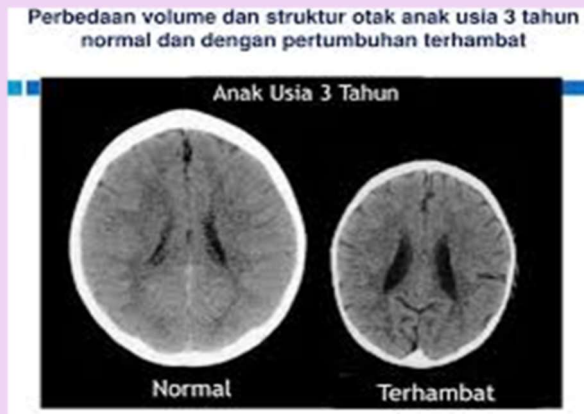 Perbedaan volume dan struktur otak anak usia 3 tahun
normal dan dengan pertumbuhan terhambat
Anak Usia 3 Tahun
Normal
Terhambat